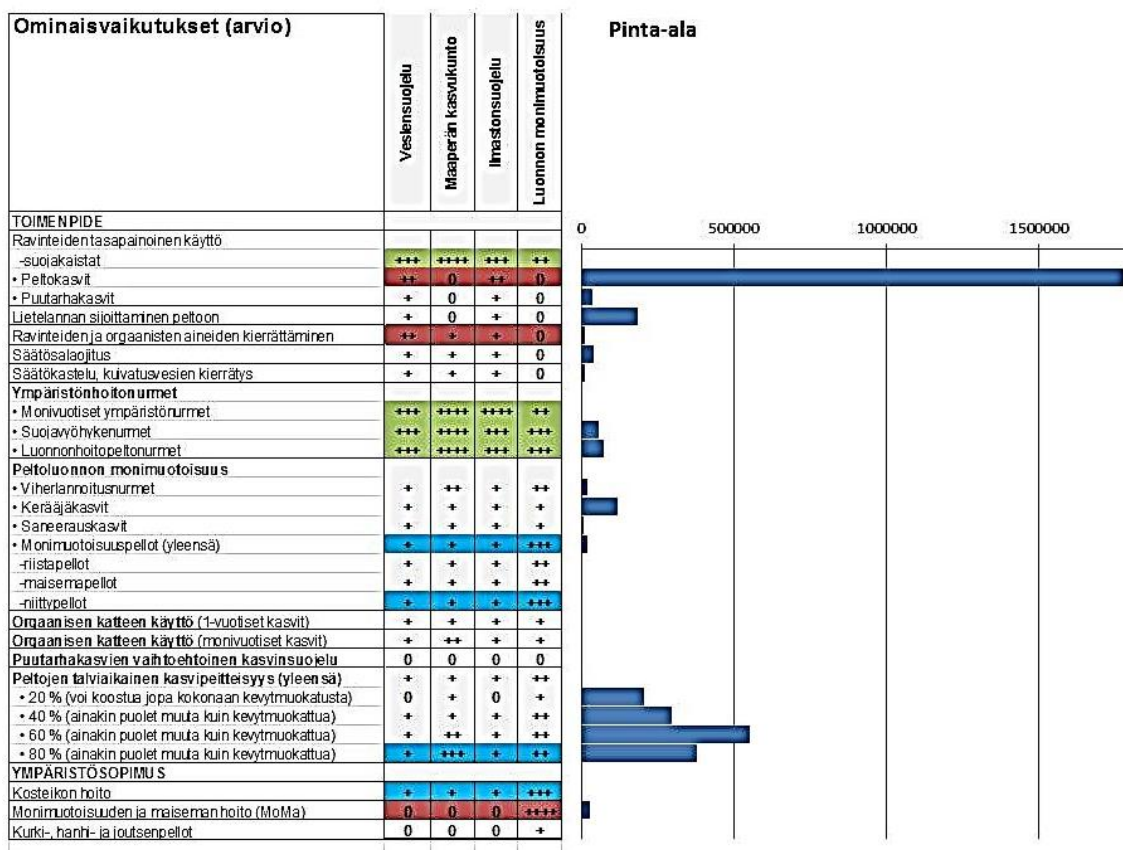 Ominaisvaikutukset (arvio)
Vesiensuojelu
Maaperän kasvukunto
Ilmastonsuojelu
Luonnon monimuotoisuus
Pinta-ala
TOIMENPIDE
0 500000 1000000 1500000
Ravinteiden tasapainoinen käyttö
-suojakaistat +++ ++++ +++ ++
• Peltokasvit ++ 0 ++ 0
• Puutarhakasvit + 0 + 0
Lietelannan sijoittaminen peltoon + 0 + 0
Ravinteiden ja orgaanisten aineiden kierrättäminen ++ + + 0
Säätösalaojitus + + + 0
Säätökastelu, kuivatusvesien kierrätys + + + 0
Ympäristönhoitonurmet
• Monivuotiset ympäristönurmet +++ ++++ ++++ ++
• Suojavyöhykenurmet +++ ++++ +++ +++
• Luonnonhoitopeltonurmet +++ ++++ +++ +++
Peltoluonnon monimuotoisuus
• Viherlannoitusnurmet + ++ + ++
• Kerääjäkasvit + + + +
• Saneerauskasvit + + + +
• Monimuotoisuuspellot (yleensä) + + + +++
-riistapellot + + + ++
-maisemapellot + + + ++
-niittypellot + + + +++
Orgaanisen katteen käyttö (1-vuotiset kasvit) + + + +
Orgaanisen katteen käyttö (monivuotiset kasvit) + ++ + +
Puutarhakasvien vaihtoehtoinen kasvinsuojelu 0 0 0 0
Peltojen talviaikainen kasvipeitteisyys (yleensä) + + + ++
• 20 % (voi koostua jopa kokonaan kevytmuokatusta) 0 + 0 +
• 40 % (ainakin puolet muuta kuin kevytmuokattua) + + + ++
• 60 % (ainakin puolet muuta kuin kevytmuokattua) + ++ + ++
• 80 % (ainakin puolet muuta kuin kevytmuokattua) + +++ + ++
YMPÄRISTÖSOPIMUS
Kosteikon hoito + + + +++
Monimuotoisuuden ja maiseman hoito (MoMa) 0 0 0 ++++
Kurki-, hanhi- ja joutsenpellot 0 0 0 +